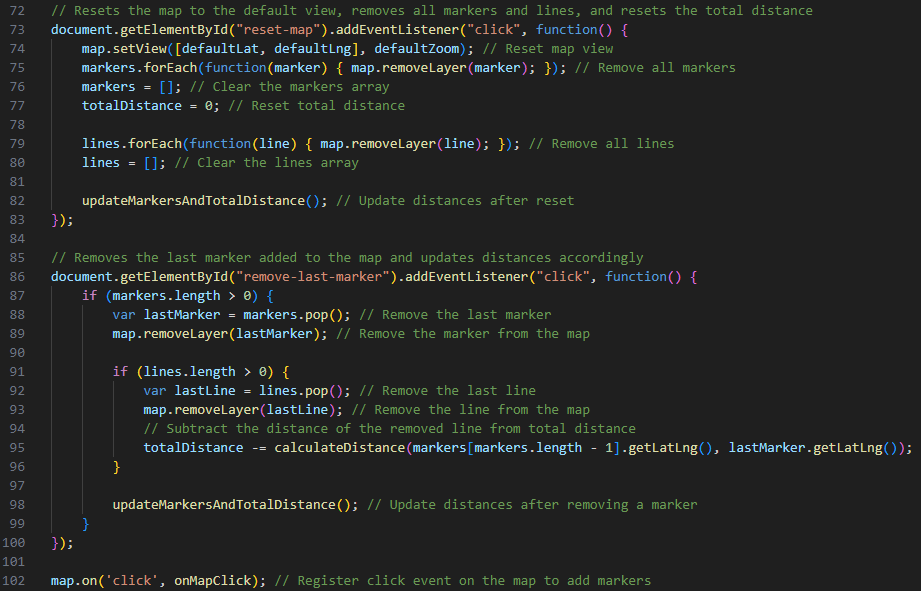 72 // Resets the map to the default view, removes all markers and lines, and resets the total distance
73 document.getElementById("reset-map").addEventListener("click", function() {
74     map.setView([defaultLat, defaultLng], defaultZoom); // Reset map view
75     markers.forEach(function(marker) { map.removeLayer(marker); }); // Remove all markers
76     markers = []; // Clear the markers array
77     totalDistance = 0; // Reset total distance
78
79     lines.forEach(function(line) { map.removeLayer(line); }); // Remove all lines
80     lines = []; // Clear the lines array
81
82     updateMarkersAndTotalDistance(); // Update distances after reset
83 });
84
85 // Removes the last marker added to the map and updates distances accordingly
86 document.getElementById("remove-last-marker").addEventListener("click", function() {
87     if (markers.length > 0) {
88         var lastMarker = markers.pop(); // Remove the last marker
89         map.removeLayer(lastMarker); // Remove the marker from the map
90
91         if (lines.length > 0) {
92             var lastLine = lines.pop(); // Remove the last line
93             map.removeLayer(lastLine); // Remove the line from the map
94             // Subtract the distance of the removed line from total distance
95             totalDistance -= calculateDistance(markers[markers.length - 1].getLatLng(), lastMarker.getLatLng());
96         }
97
98         updateMarkersAndTotalDistance(); // Update distances after removing a marker
99     }
100 });
101
102 map.on('click', onMapClick); // Register click event on the map to add markers